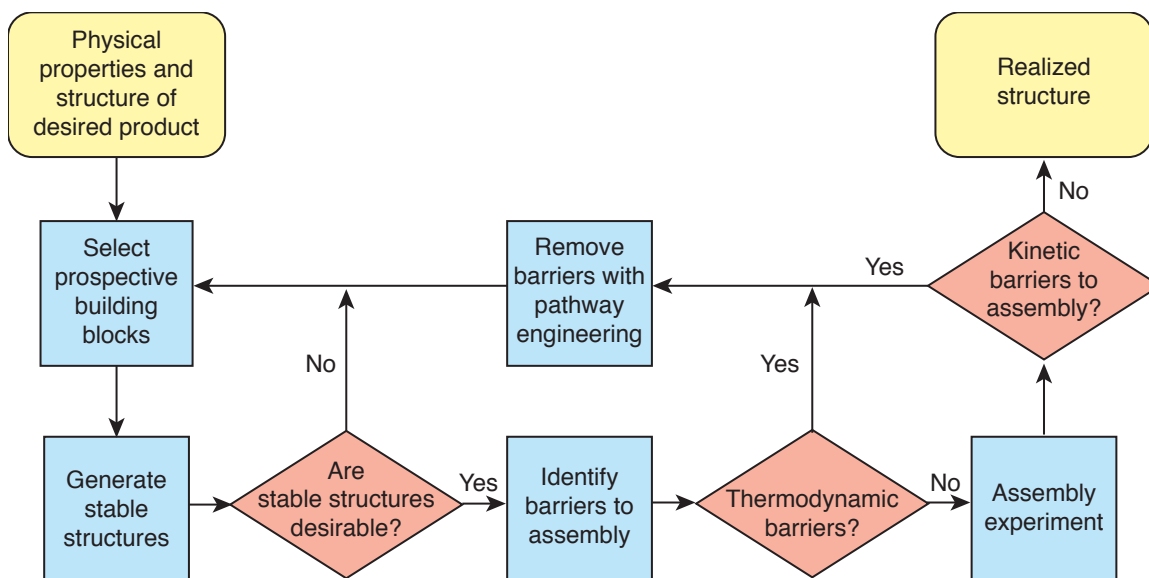 Physical
properties and
structure of
desired product
Realized
structure
No
Select
prospective
building
blocks
Remove
barriers with
pathway
engineering
Yes
Kinetic
barriers to
assembly?
No
Yes
Generate
stable
structures
Are
stable structures
desirable?
Yes
Identify
barriers to
assembly
Thermodynamic
barriers?
No
Assembly
experiment